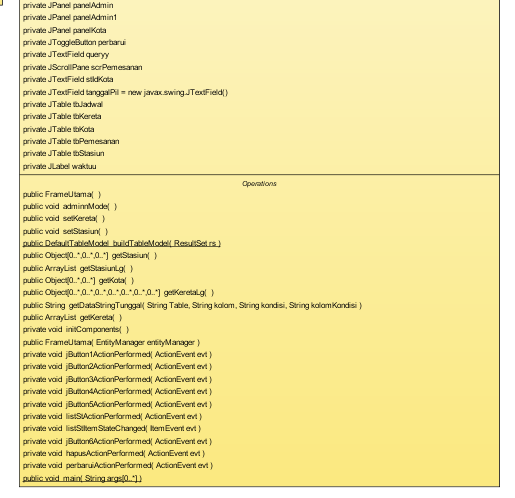 private JPanel panelAdmin
private JPanel panelAdmin1
private JPanel panelKota
private JToggleButton perbarui
private JTextField queryy
private JScrollPane scrPemesanan
private JTextField stIdKota
private JTextField tanggalPil = new javax.swing.JTextField()
private JTable tbJadwal
private JTable tbKereta
private JTable tbKota
private JTable tbPemesanan
private JTable tbStasiun
private JLabel waktuu
Operations
public FrameUtama( )
public void adminnMode( )
public void setKereta( )
public void setStasiun( )
public DefaultTableModel buildTableModel( ResultSet rs )
public Object[0..*,0..*,0..*] getStasiun( )
public ArrayList getStasiunLg( )
public Object[0..*,0..*] getKota( )
public Object[0..*,0..*,0..*,0..*,0..*,0..*] getKeretaLg( )
public String getDataStringTunggal( String Table, String kolom, String kondisi, String kolomKondisi )
public ArrayList getKereta( )
private void initComponents( )
public FrameUtama( EntityManager entityManager )
private void jButton1ActionPerformed( ActionEvent evt )
private void jButton2ActionPerformed( ActionEvent evt )
private void jButton3ActionPerformed( ActionEvent evt )
private void jButton4ActionPerformed( ActionEvent evt )
private void jButton5ActionPerformed( ActionEvent evt )
private void listStActionPerformed( ActionEvent evt )
private void listStItemStateChanged( ItemEvent evt )
private void jButton6ActionPerformed( ActionEvent evt )
private void hapusActionPerformed( ActionEvent evt )
private void perbaruiActionPerformed( ActionEvent evt )
public void main( String args[0..*] )